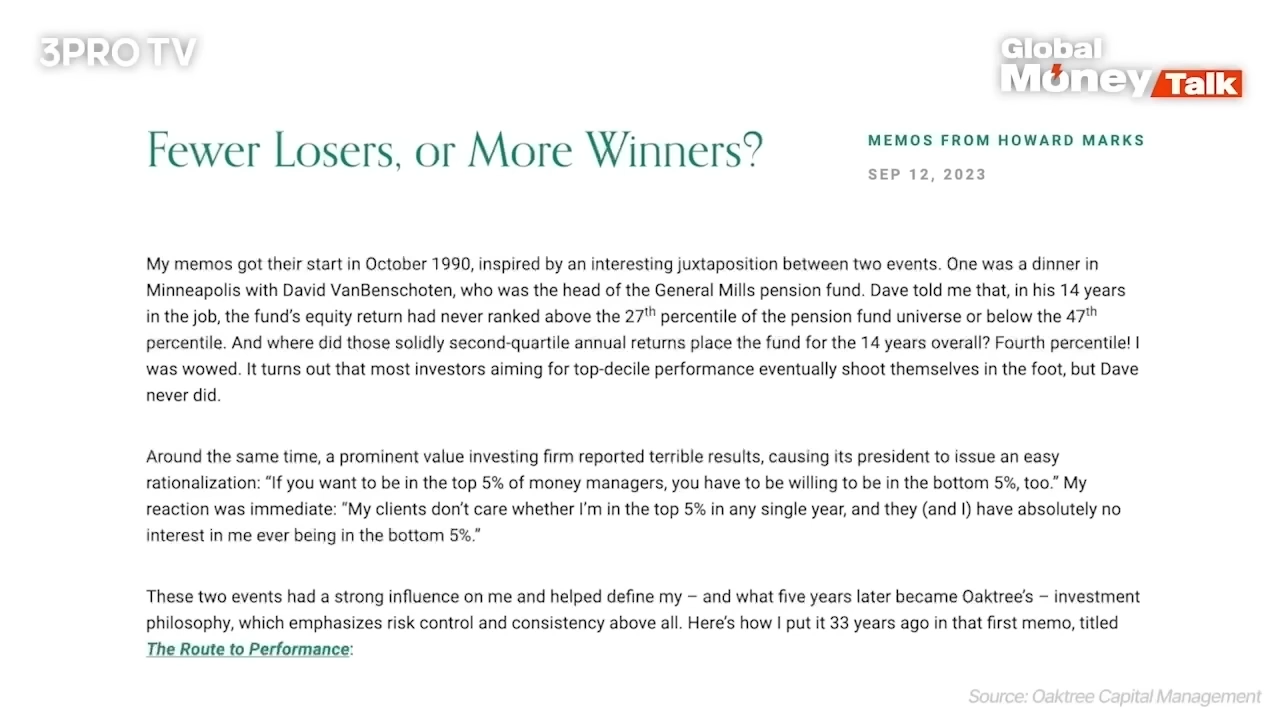 3PRO TV
Global
Money Talk
Fewer Losers, or More Winners?
MEMOS FROM HOWARD MARKS
SEP 12, 2023
My memos got their start in October 1990, inspired by an interesting juxtaposition between two events. One was a dinner in
Minneapolis with David VanBenschoten, who was the head of the General Mills pension fund. Dave told me that, in his 14 years
in the job, the fund’s equity return had never ranked above the 27th percentile of the pension fund universe or below the 47th
percentile. And where did those solidly second-quartile annual returns place the fund for the 14 years overall? Fourth percentile! I
was wowed. It turns out that most investors aiming for top-decile performance eventually shoot themselves in the foot, but Dave
never did.
Around the same time, a prominent value investing firm reported terrible results, causing its president to issue an easy
rationalization: “If you want to be in the top 5% of money managers, you have to be willing to be in the bottom 5%, too.” My
reaction was immediate: “My clients don’t care whether I’m in the top 5% in any single year, and they (and I) have absolutely no
interest in me ever being in the bottom 5%.”
These two events had a strong influence on me and helped define my – and what five years later became Oaktree’s – investment
philosophy, which emphasizes risk control and consistency above all. Here’s how I put it 33 years ago in that first memo, titled
The Route to Performance:
Source: Oaktree Capital Management